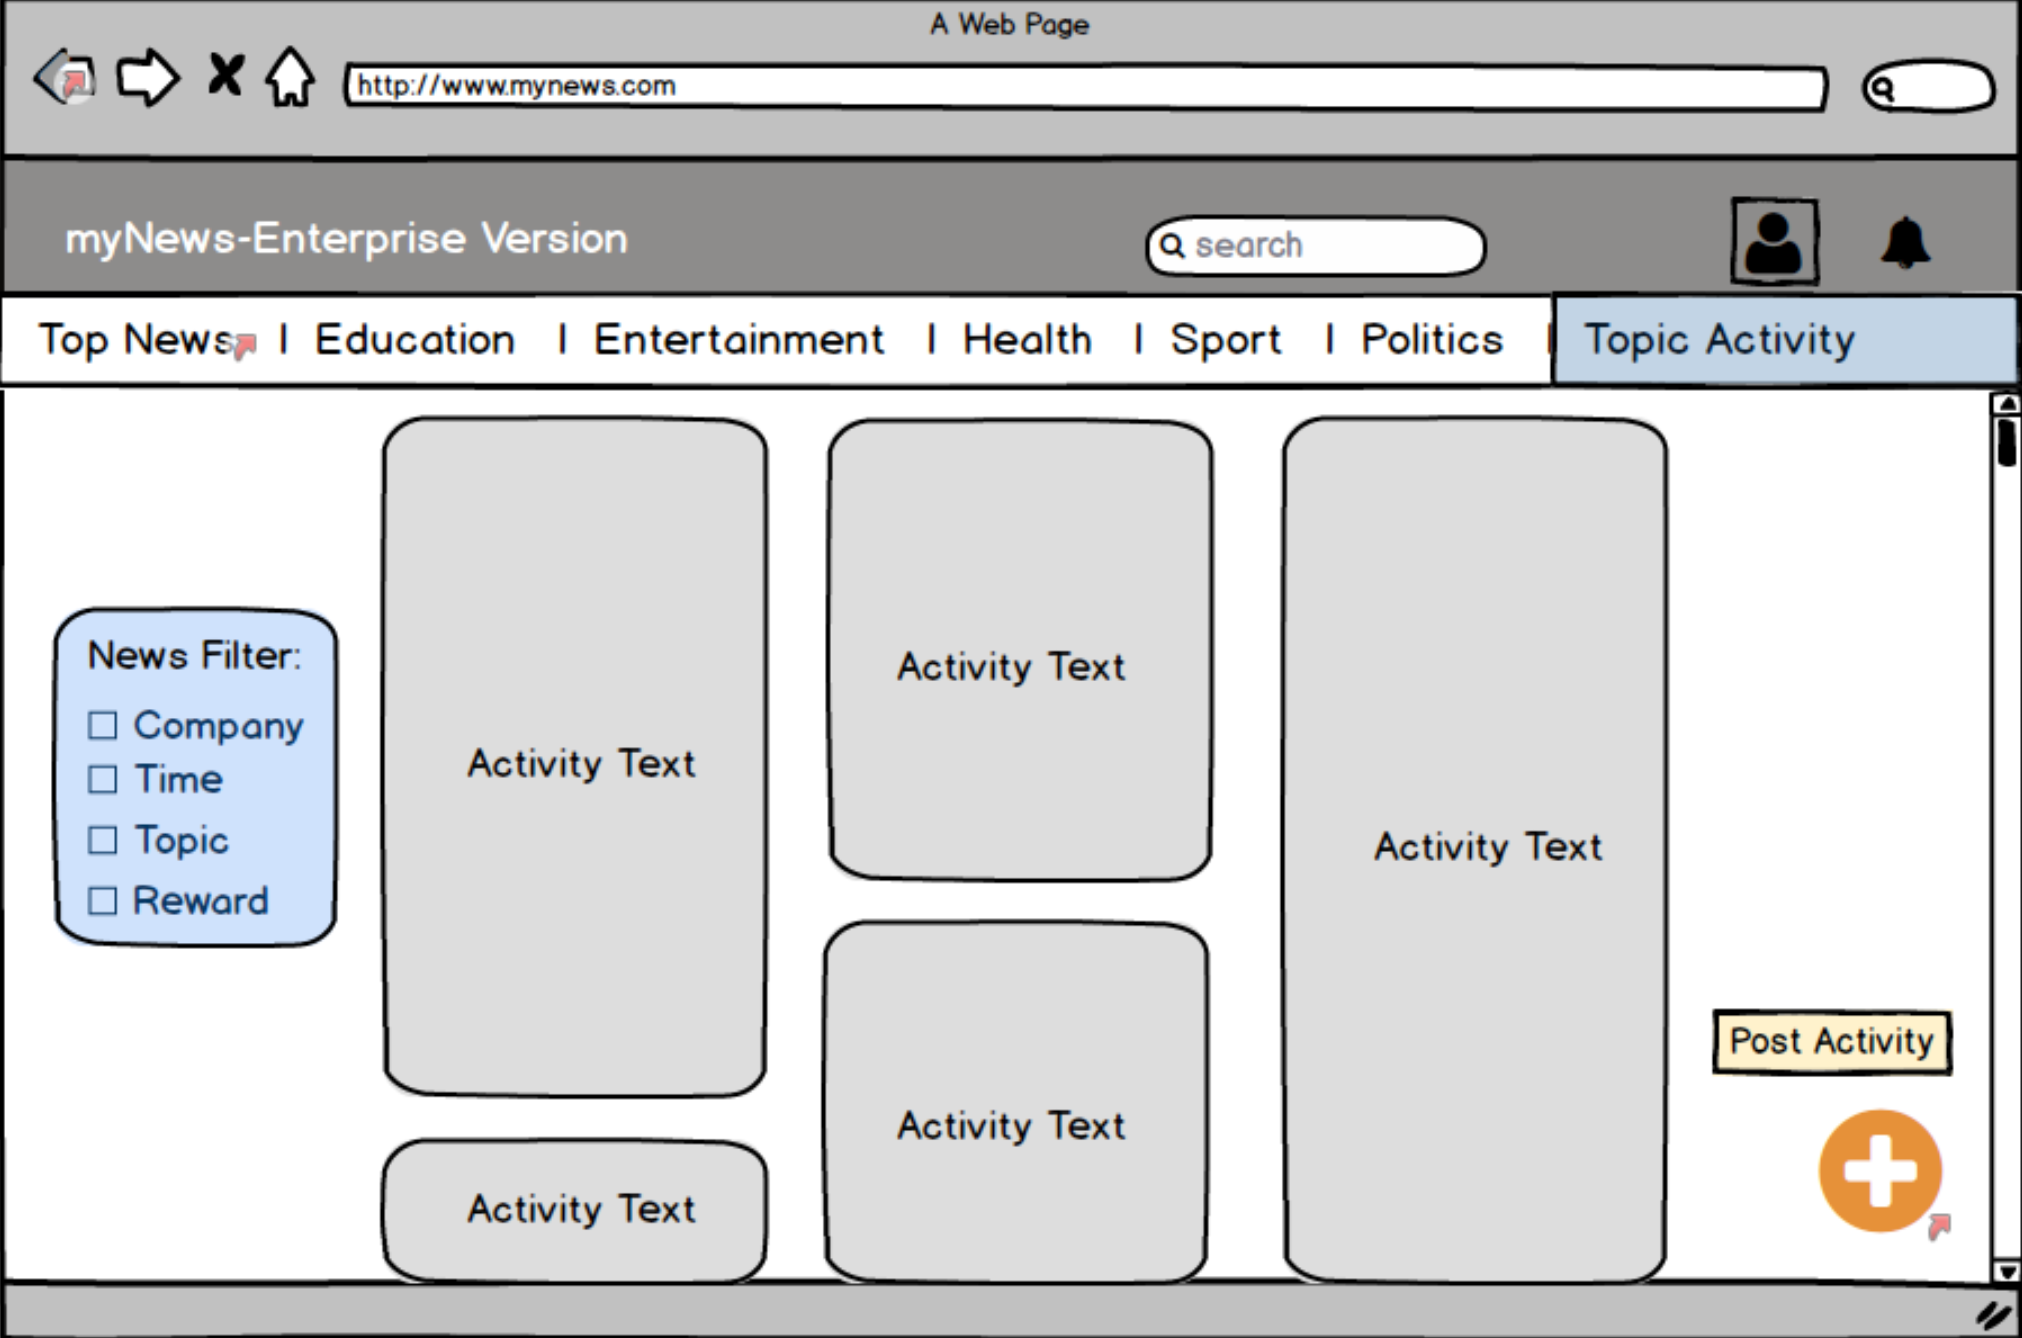 A Web Page
http://www.mynews.com
myNews-Enterprise Version
search
Top News | Education | Entertainment | Health | Sport | Politics | Topic Activity
News Filter:
Company
Time
Topic
Reward
Activity Text
Activity Text
Activity Text
Activity Text
Activity Text
Post Activity